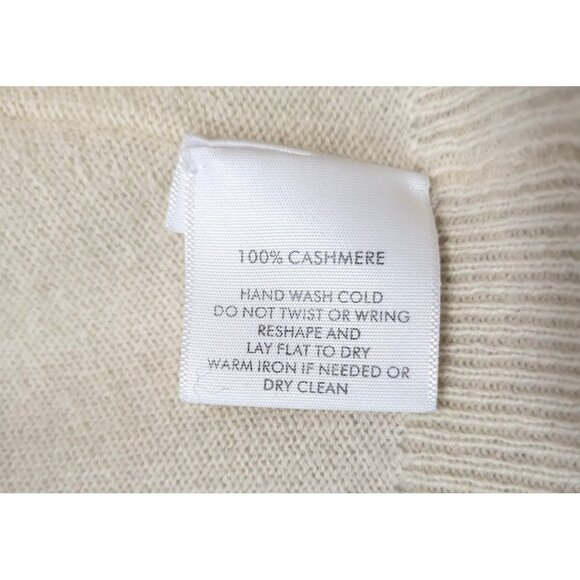 100% CASHMERE
HAND WASH COLD
DO NOT TWIST OR WRING
RESHAPE AND
LAY FLAT TO DRY
WARM IRON IF NEEDED OR
DRY CLEAN